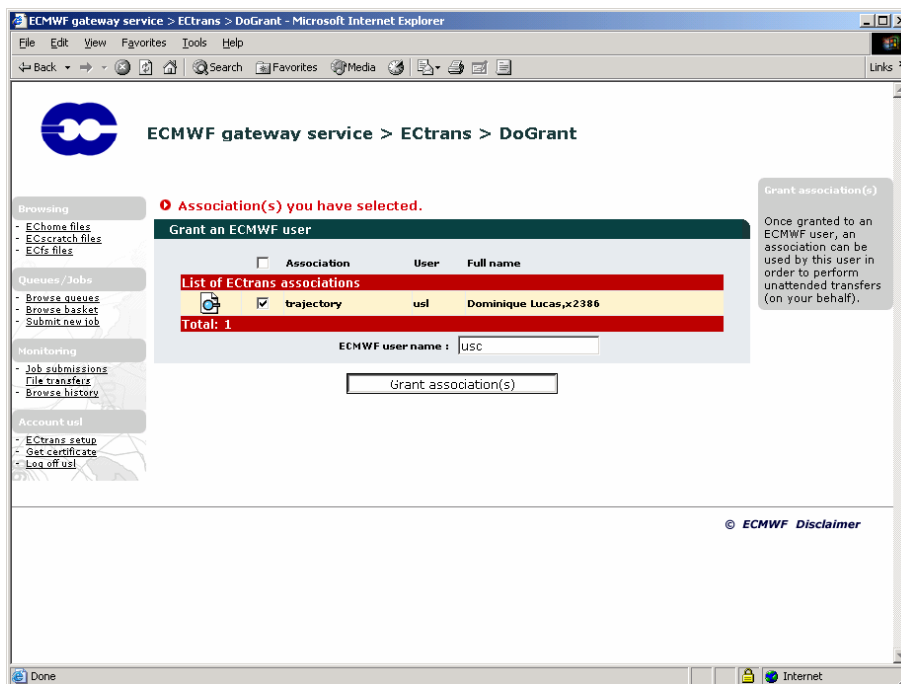 ECMWF gateway service > ECtrans > DoGrant - Microsoft Internet Explorer
File Edit View Favorites Tools Help
Back Search Favorites Media Links
ECMWF gateway service > ECtrans > DoGrant
Browsing
- EChome files
- ECscratch files
- ECfs files
Queues/Jobs
- Browse queues
- Browse basket
- Submit new job
Monitoring
- Job submissions
File transfers
- Browse history
Account usl
- ECtrans setup
- Get certificate
- Log off usl
Association(s) you have selected.
Grant an ECMWF user
Association User Full name
List of ECtrans associations
trajectory usl Dominique Lucas,x2386
Total: 1
ECMWF user name : usc
Grant association(s)
Grant association(s)
Once granted to an
ECMWF user, an
association can be
used by this user in
order to perform
unattended transfers
(on your behalf).
© ECMWF Disclaimer
Done Internet